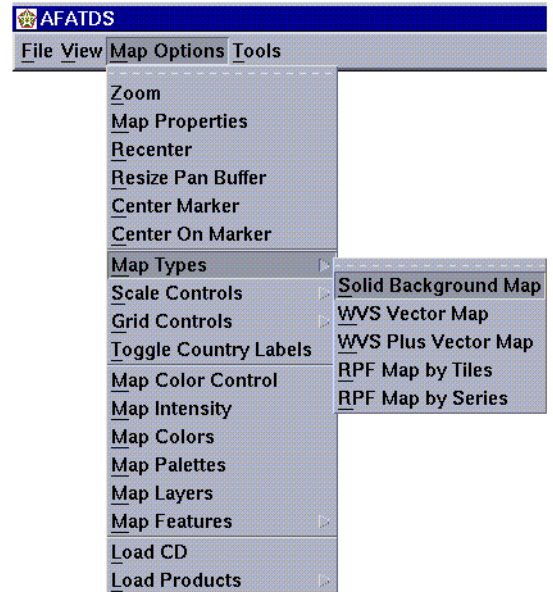 AFATDS
File View Map Options Tools
Zoom
Map Properties
Recenter
Resize Pan Buffer
Center Marker
Center On Marker
Map Types
Scale Controls
Grid Controls
Toggle Country Labels
Map Color Control
Map Intensity
Map Colors
Map Palettes
Map Layers
Map Features
Load CD
Load Products
Solid Background Map
WVS Vector Map
WVS Plus Vector Map
RPF Map by Tiles
RPF Map by Series